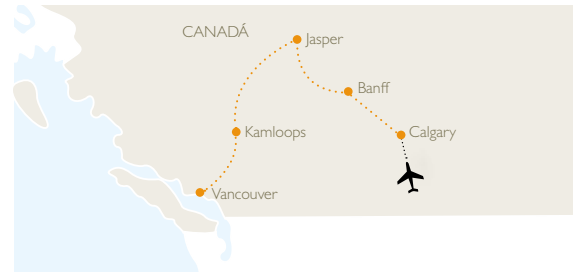 CANADÁ
Jasper
Banff
Kamloops
Calgary
Vancouver